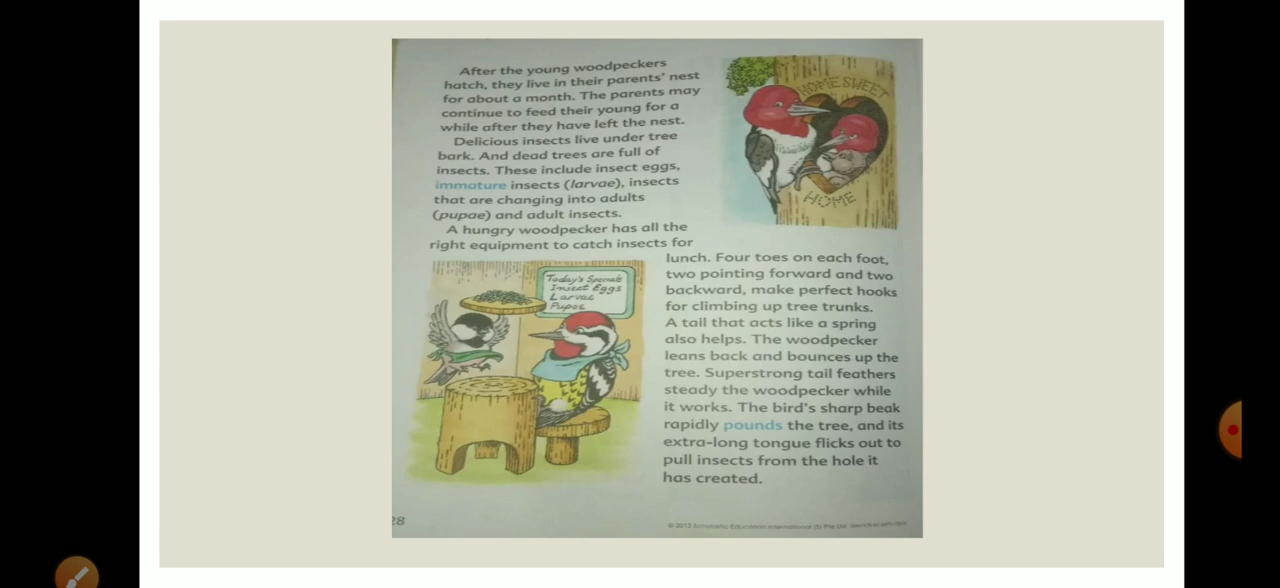 After the young woodpeckers
hatch, they live in their parents' nest
for about a month. The parents may
continue to feed their young for a
while after they have left the nest.
Delicious insects live under tree
bark. And dead trees are full of
insects. These include insect eggs,
immature insects (larvae), insects
that are changing into adults
(pupae) and adult insects.
A hungry woodpecker has all the
right equipment to catch insects for
HOME SWEET
HOME
Today's Specials
Insect Eggs
Larvae
Pupae
lunch. Four toes on each foot,
two pointing forward and two
backward, make perfect hooks
for climbing up tree trunks.
A tail that acts like a spring
also helps. The woodpecker
leans back and bounces up the
tree. Superstrong tail feathers
steady the woodpecker while
it works. The bird's sharp beak
rapidly pounds the tree, and its
extra-long tongue flicks out to
pull insects from the hole it
has created.
28
© 2013 Scholastic Education International (S) Pte Ltd